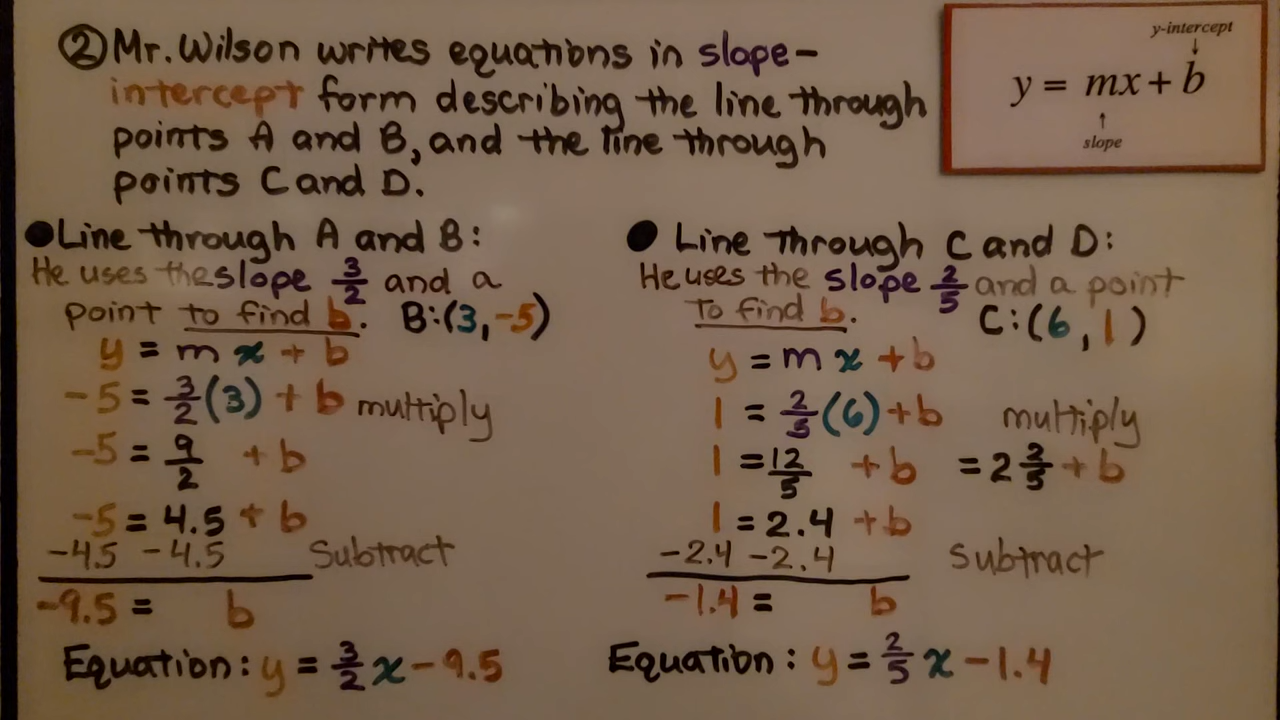 ② Mr. Wilson writes equations in slope-
intercept form describing the line through
points A and B, and the line through
points C and D.
y-intercept
↓
y = mx + b
↑
slope
● Line through A and B:
He uses the slope 3/2 and a
point to find b. B:(3,-5)
y = m x + b
-5 = 3/2(3) + b multiply
-5 = 9/2 + b
-5 = 4.5 + b
-4.5 -4.5 Subtract
-9.5 = b
Equation: y = 3/2 x - 9.5
● Line through C and D:
He uses the slope 2/5 and a point
To find b. C:(6,1)
y = m x + b
1 = 2/5(6) + b multiply
1 = 12/5 + b = 2 2/5 + b
1 = 2.4 + b
-2.4 -2.4 Subtract
-1.4 = b
Equation: y = 2/5 x - 1.4